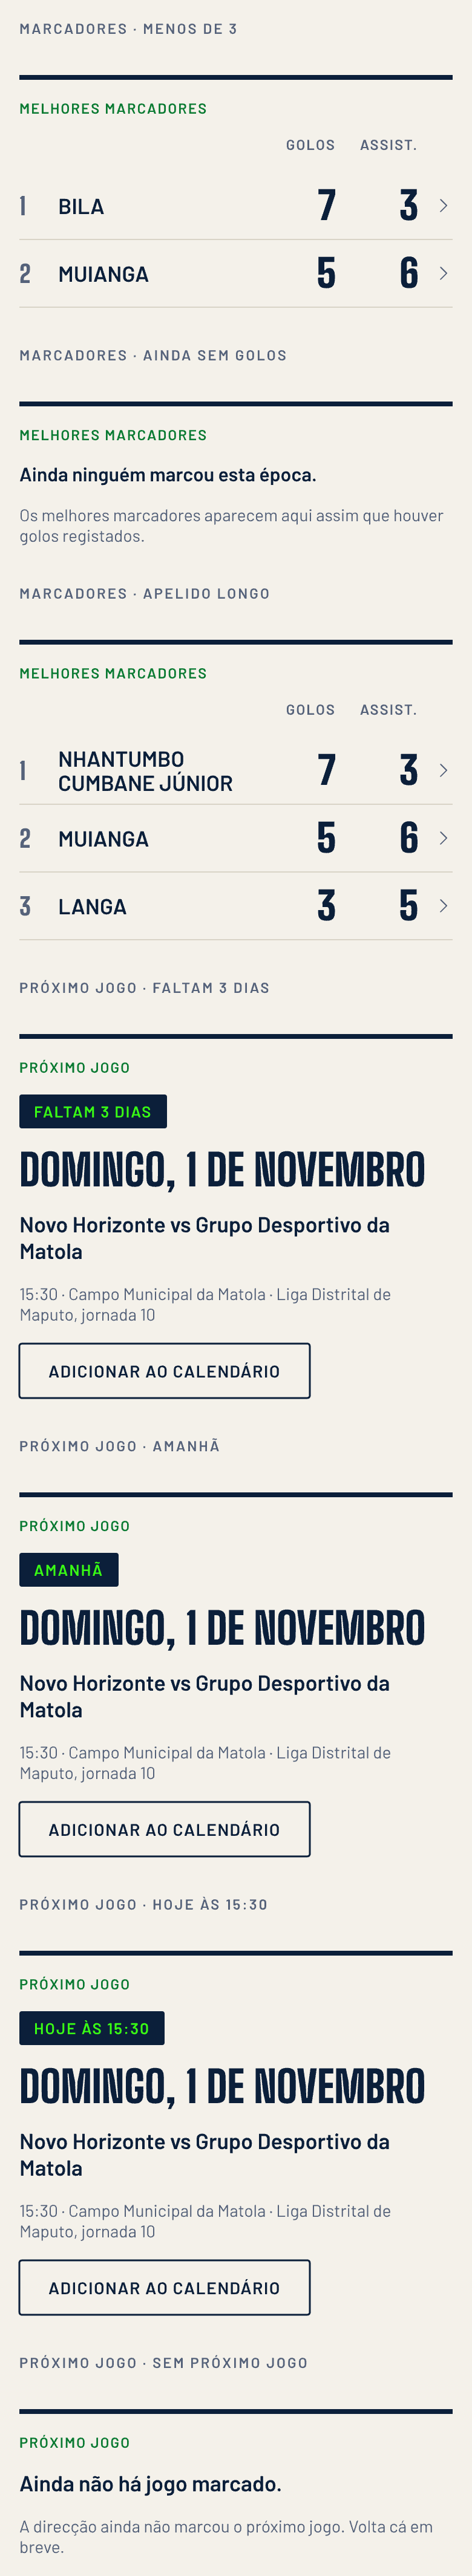 MARCADORES · MENOS DE 3
MELHORES MARCADORES
GOLOS ASSIST.
1 BILA 7 3
2 MUIANGA 5 6
MARCADORES · AINDA SEM GOLOS
MELHORES MARCADORES
Ainda ninguém marcou esta época.
Os melhores marcadores aparecem aqui assim que houver
golos registados.
MARCADORES · APELIDO LONGO
MELHORES MARCADORES
GOLOS ASSIST.
1 NHANTUMBO
CUMBANE JÚNIOR 7 3
2 MUIANGA 5 6
3 LANGA 3 5
PRÓXIMO JOGO · FALTAM 3 DIAS
PRÓXIMO JOGO
FALTAM 3 DIAS
DOMINGO, 1 DE NOVEMBRO
Novo Horizonte vs Grupo Desportivo da
Matola
15:30 · Campo Municipal da Matola · Liga Distrital de
Maputo, jornada 10
ADICIONAR AO CALENDÁRIO
PRÓXIMO JOGO · AMANHÃ
PRÓXIMO JOGO
AMANHÃ
DOMINGO, 1 DE NOVEMBRO
Novo Horizonte vs Grupo Desportivo da
Matola
15:30 · Campo Municipal da Matola · Liga Distrital de
Maputo, jornada 10
ADICIONAR AO CALENDÁRIO
PRÓXIMO JOGO · HOJE ÀS 15:30
PRÓXIMO JOGO
HOJE ÀS 15:30
DOMINGO, 1 DE NOVEMBRO
Novo Horizonte vs Grupo Desportivo da
Matola
15:30 · Campo Municipal da Matola · Liga Distrital de
Maputo, jornada 10
ADICIONAR AO CALENDÁRIO
PRÓXIMO JOGO · SEM PRÓXIMO JOGO
PRÓXIMO JOGO
Ainda não há jogo marcado.
A direcção ainda não marcou o próximo jogo. Volta cá em
breve.